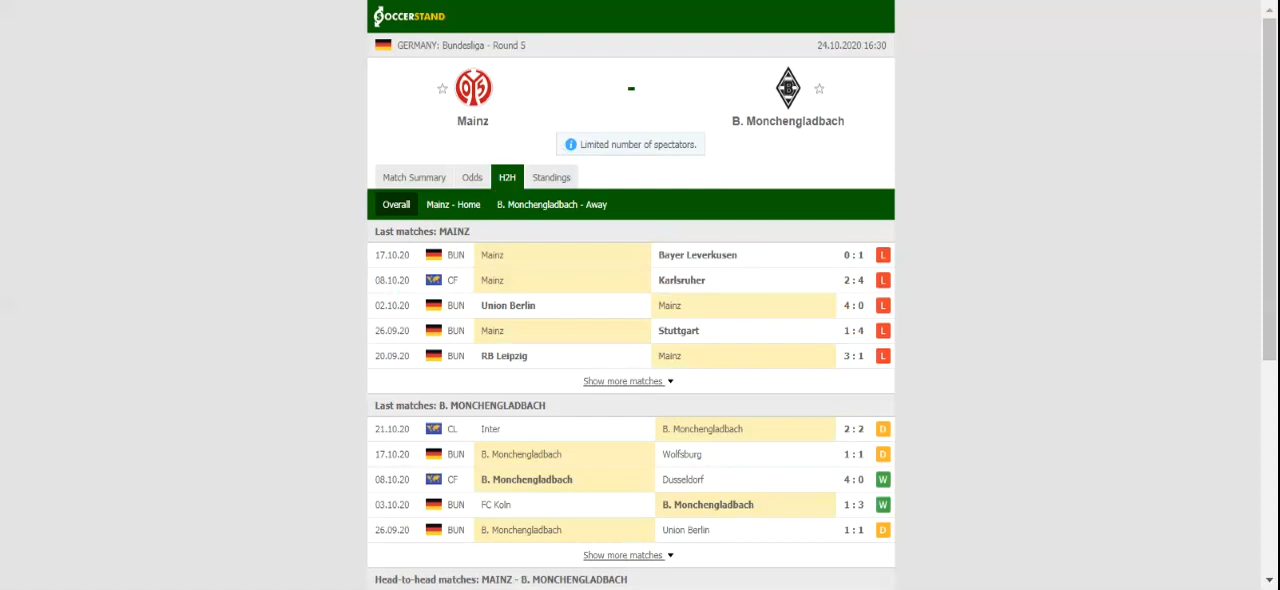 SOCCERSTAND
GERMANY: Bundesliga - Round 5 24.10.2020 16:30
-
Mainz B. Monchengladbach
Limited number of spectators.
Match Summary Odds H2H Standings
Overall Mainz - Home B. Monchengladbach - Away
Last matches: MAINZ
17.10.20 BUN Mainz Bayer Leverkusen 0 : 1 L
08.10.20 CF Mainz Karlsruher 2 : 4 L
02.10.20 BUN Union Berlin Mainz 4 : 0 L
26.09.20 BUN Mainz Stuttgart 1 : 4 L
20.09.20 BUN RB Leipzig Mainz 3 : 1 L
Show more matches
Last matches: B. MONCHENGLADBACH
21.10.20 CL Inter B. Monchengladbach 2 : 2 D
17.10.20 BUN B. Monchengladbach Wolfsburg 1 : 1 D
08.10.20 CF B. Monchengladbach Dusseldorf 4 : 0 W
03.10.20 BUN FC Koln B. Monchengladbach 1 : 3 W
26.09.20 BUN B. Monchengladbach Union Berlin 1 : 1 D
Show more matches
Head-to-head matches: MAINZ - B. MONCHENGLADBACH